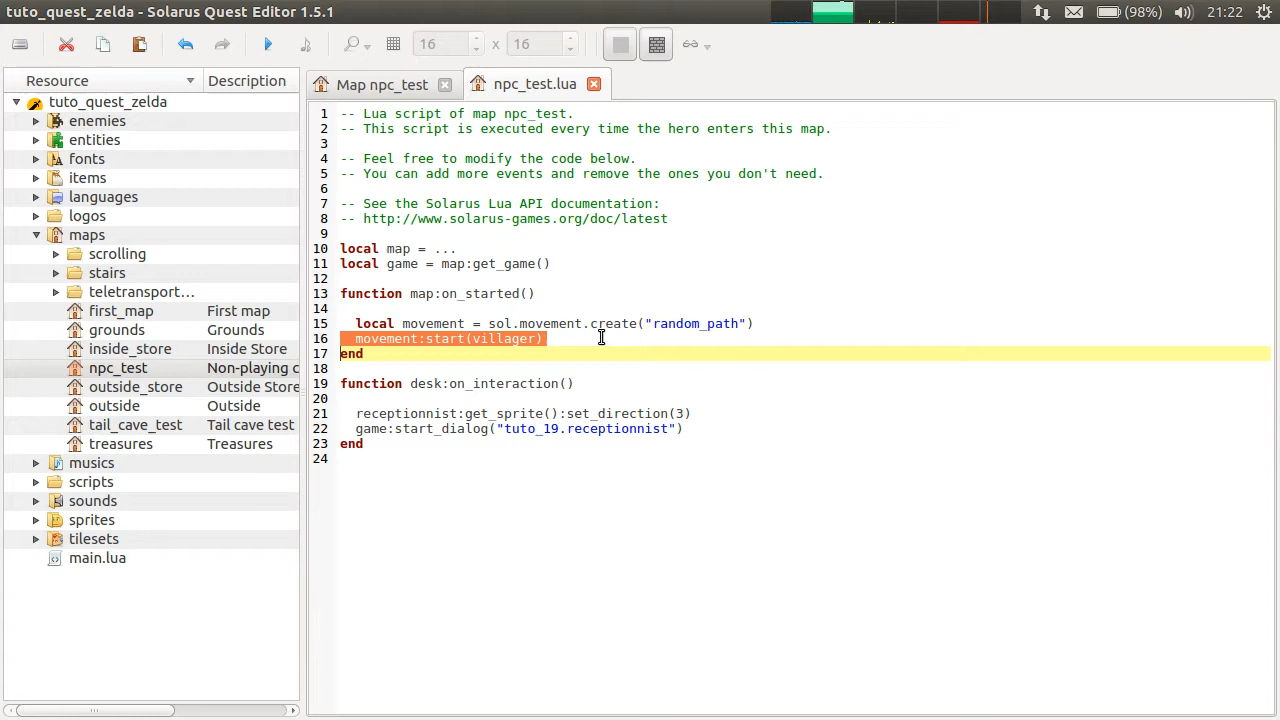 tuto_quest_zelda - Solarus Quest Editor 1.5.1
(98%) 21:22
16 x 16
Resource Description
Map npc_test npc_test.lua
tuto_quest_zelda
enemies
entities
fonts
items
languages
logos
maps
scrolling
stairs
teletransport...
first_map First map
grounds Grounds
inside_store Inside Store
npc_test Non-playing c
outside_store Outside Store
outside Outside
tail_cave_test Tail cave test
treasures Treasures
musics
scripts
sounds
sprites
tilesets
main.lua
1 -- Lua script of map npc_test.
2 -- This script is executed every time the hero enters this map.
3
4 -- Feel free to modify the code below.
5 -- You can add more events and remove the ones you don't need.
6
7 -- See the Solarus Lua API documentation:
8 -- http://www.solarus-games.org/doc/latest
9
10 local map = ...
11 local game = map:get_game()
12
13 function map:on_started()
14
15 local movement = sol.movement.create("random_path")
16 movement:start(villager)
17 end
18
19 function desk:on_interaction()
20
21 receptionnist:get_sprite():set_direction(3)
22 game:start_dialog("tuto_19.receptionnist")
23 end
24